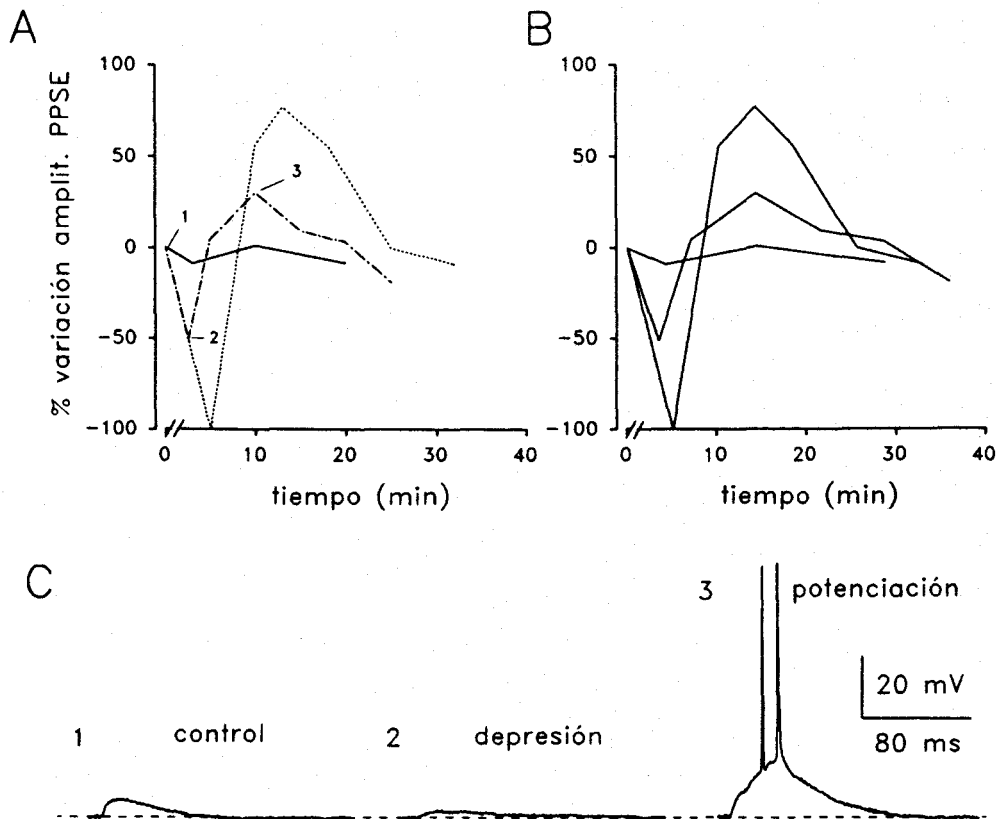 A
B
% variación amplit. PPSE
100
50
0
-50
-100
1
2
3
0 10 20 30 40
tiempo (min)
100
50
0
-50
-100
0 10 20 30 40
tiempo (min)
C
1 control
2 depresión
3 potenciación
20 mV
80 ms